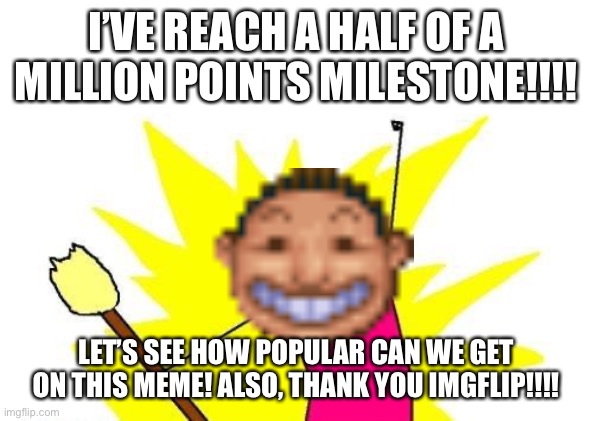 I'VE REACH A HALF OF A
MILLION POINTS MILESTONE!!!!
LET'S SEE HOW POPULAR CAN WE GET
ON THIS MEME! ALSO, THANK YOU IMGFLIP!!!!
imgflip.com